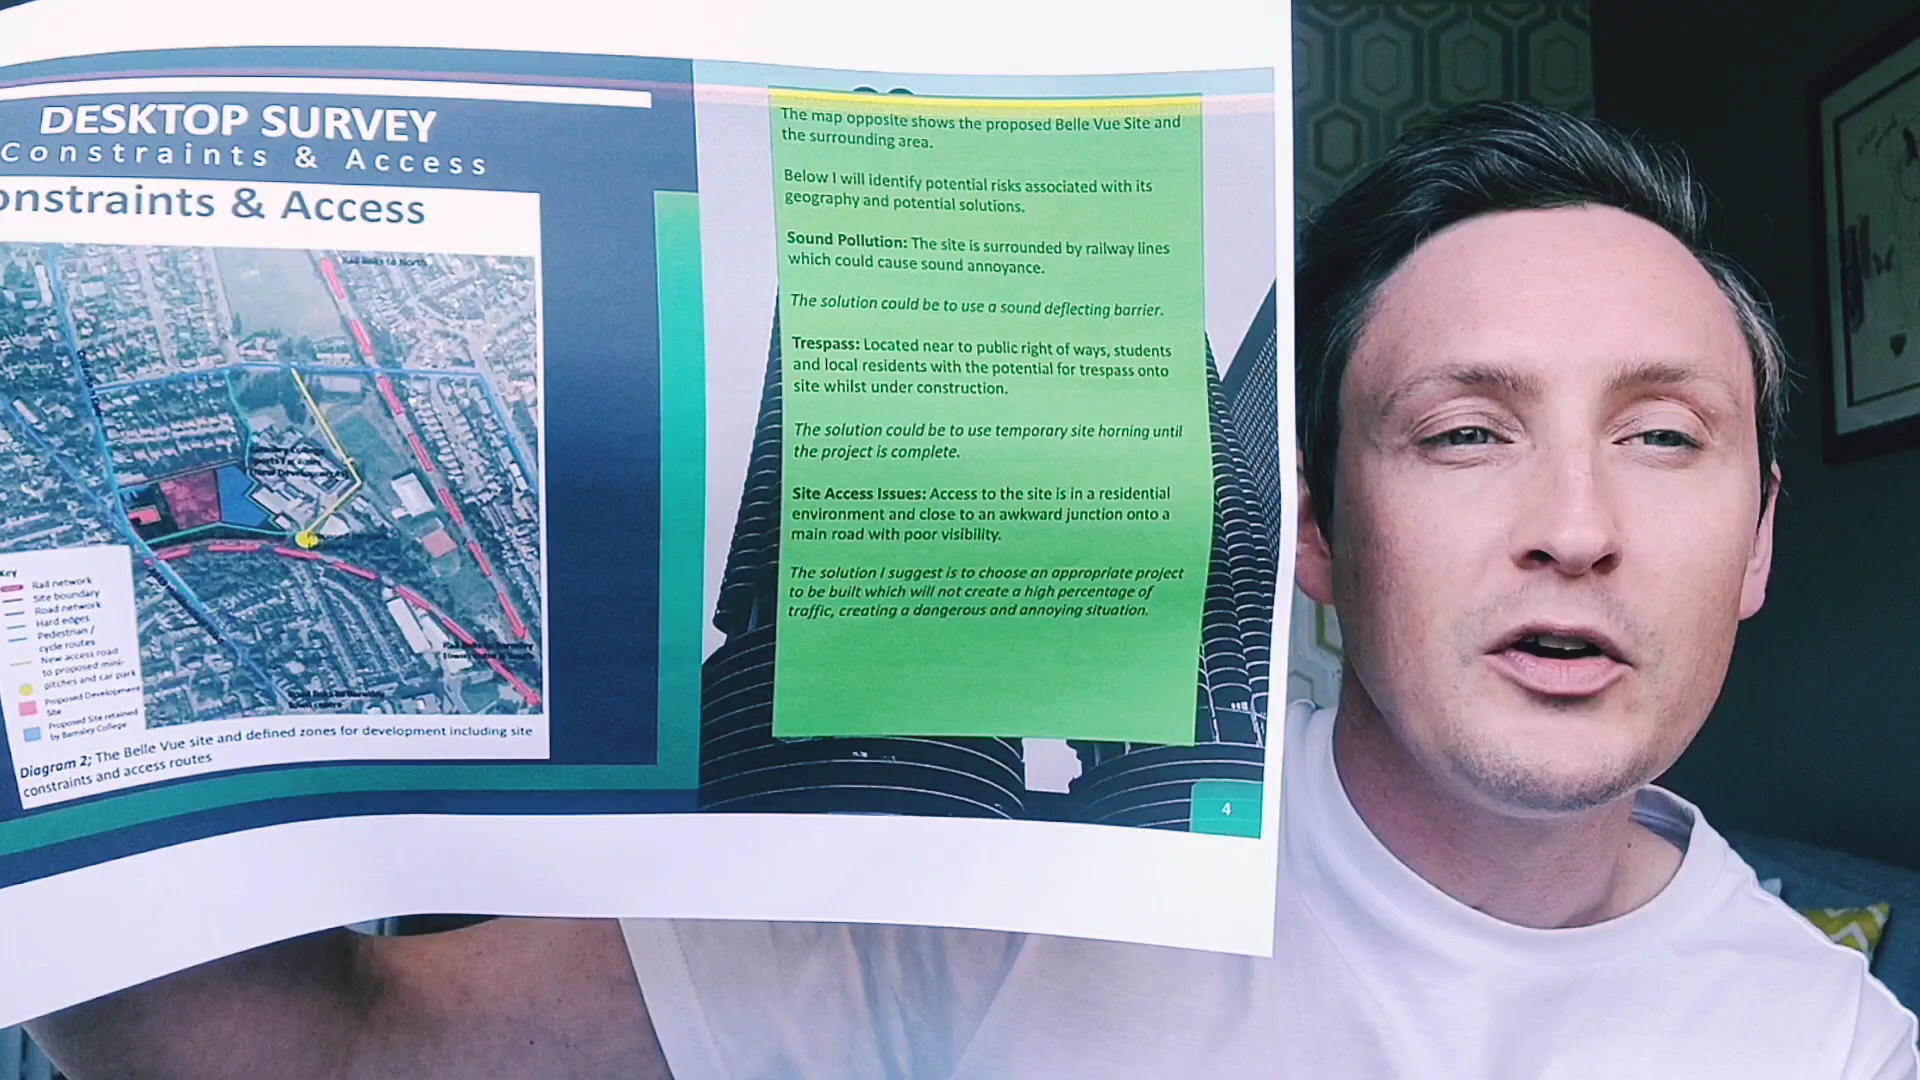 DESKTOP SURVEY
Constraints & Access
onstraints & Access
Rail links to North
Key
Rail network
Site boundary
Road network
Hard edges
Pedestrian /
cycle routes
New access road
to proposed mini-
pitches and car park
Proposed Development
Site
Proposed Site retained
by Barnsley College
Diagram 2; The Belle Vue site and defined zones for development including site
constraints and access routes
The map opposite shows the proposed Belle Vue Site and
the surrounding area.
Below I will identify potential risks associated with its
geography and potential solutions.
Sound Pollution: The site is surrounded by railway lines
which could cause sound annoyance.
The solution could be to use a sound deflecting barrier.
Trespass: Located near to public right of ways, students
and local residents with the potential for trespass onto
site whilst under construction.
The solution could be to use temporary site horning until
the project is complete.
Site Access Issues: Access to the site is in a residential
environment and close to an awkward junction onto a
main road with poor visibility.
The solution I suggest is to choose an appropriate project
to be built which will not create a high percentage of
traffic, creating a dangerous and annoying situation.
4